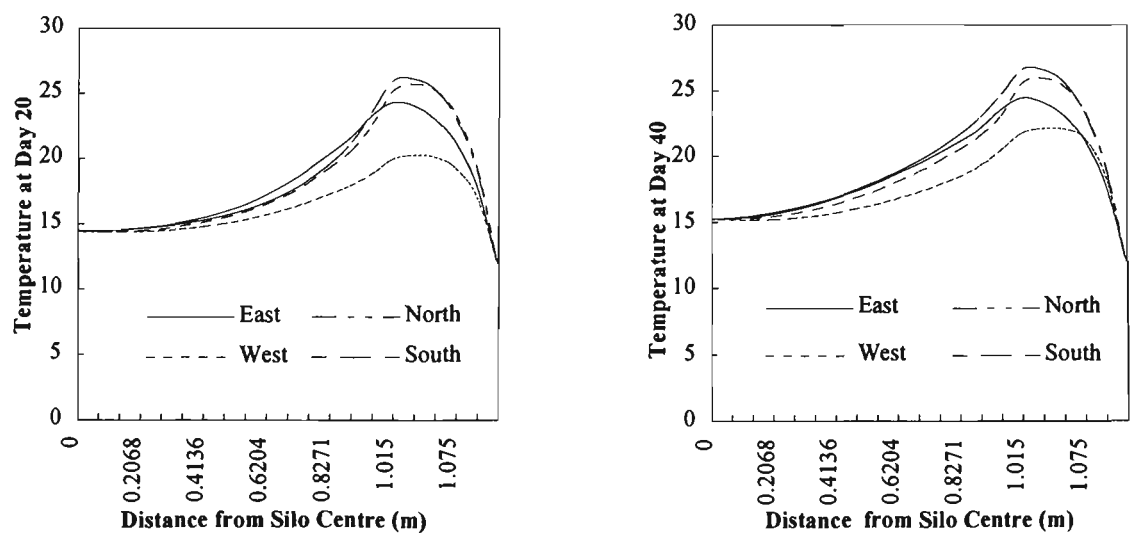 Temperature at Day 20
30
25
20
15
10
5
0
East
North
West
South
0
0.2068
0.4136
0.6204
0.8271
1.015
1.075
Distance from Silo Centre (m)
Temperature at Day 40
30
25
20
15
10
5
0
East
North
West
South
0
0.2068
0.4136
0.6204
0.8271
1.015
1.075
Distance from Silo Centre (m)